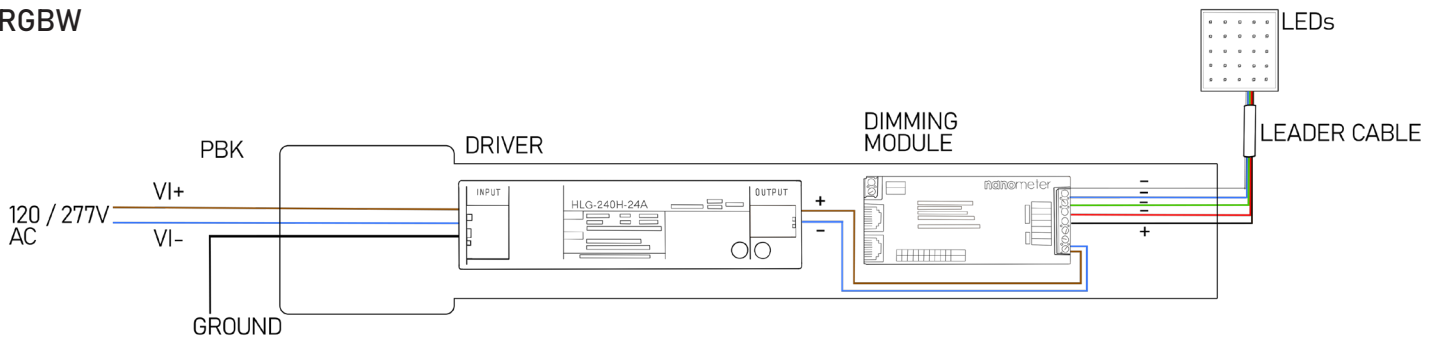 RGBW
LEDs
LEADER CABLE
DIMMING
MODULE
DRIVER
PBK
VI+
120 / 277V
AC
VI-
GROUND
INPUT
HLG-240H-24A
OUTPUT
+
-
nanometer
-
-
-
-
+